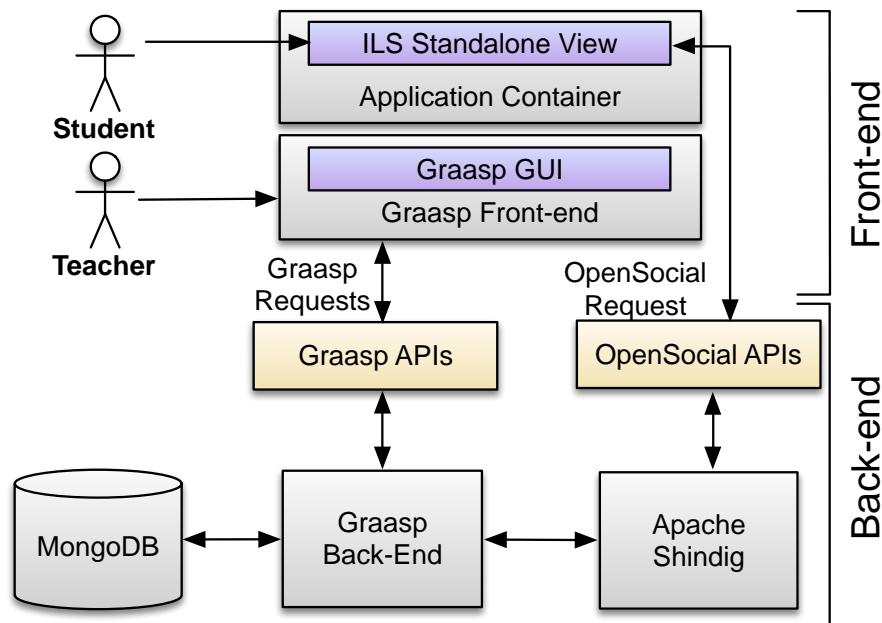 ILS Standalone View
Application Container
Student
Graasp GUI
Graasp Front-end
Teacher
Front-end
Graasp
Requests
OpenSocial
Request
Graasp APIs
OpenSocial APIs
Back-end
MongoDB
Graasp
Back-End
Apache
Shindig